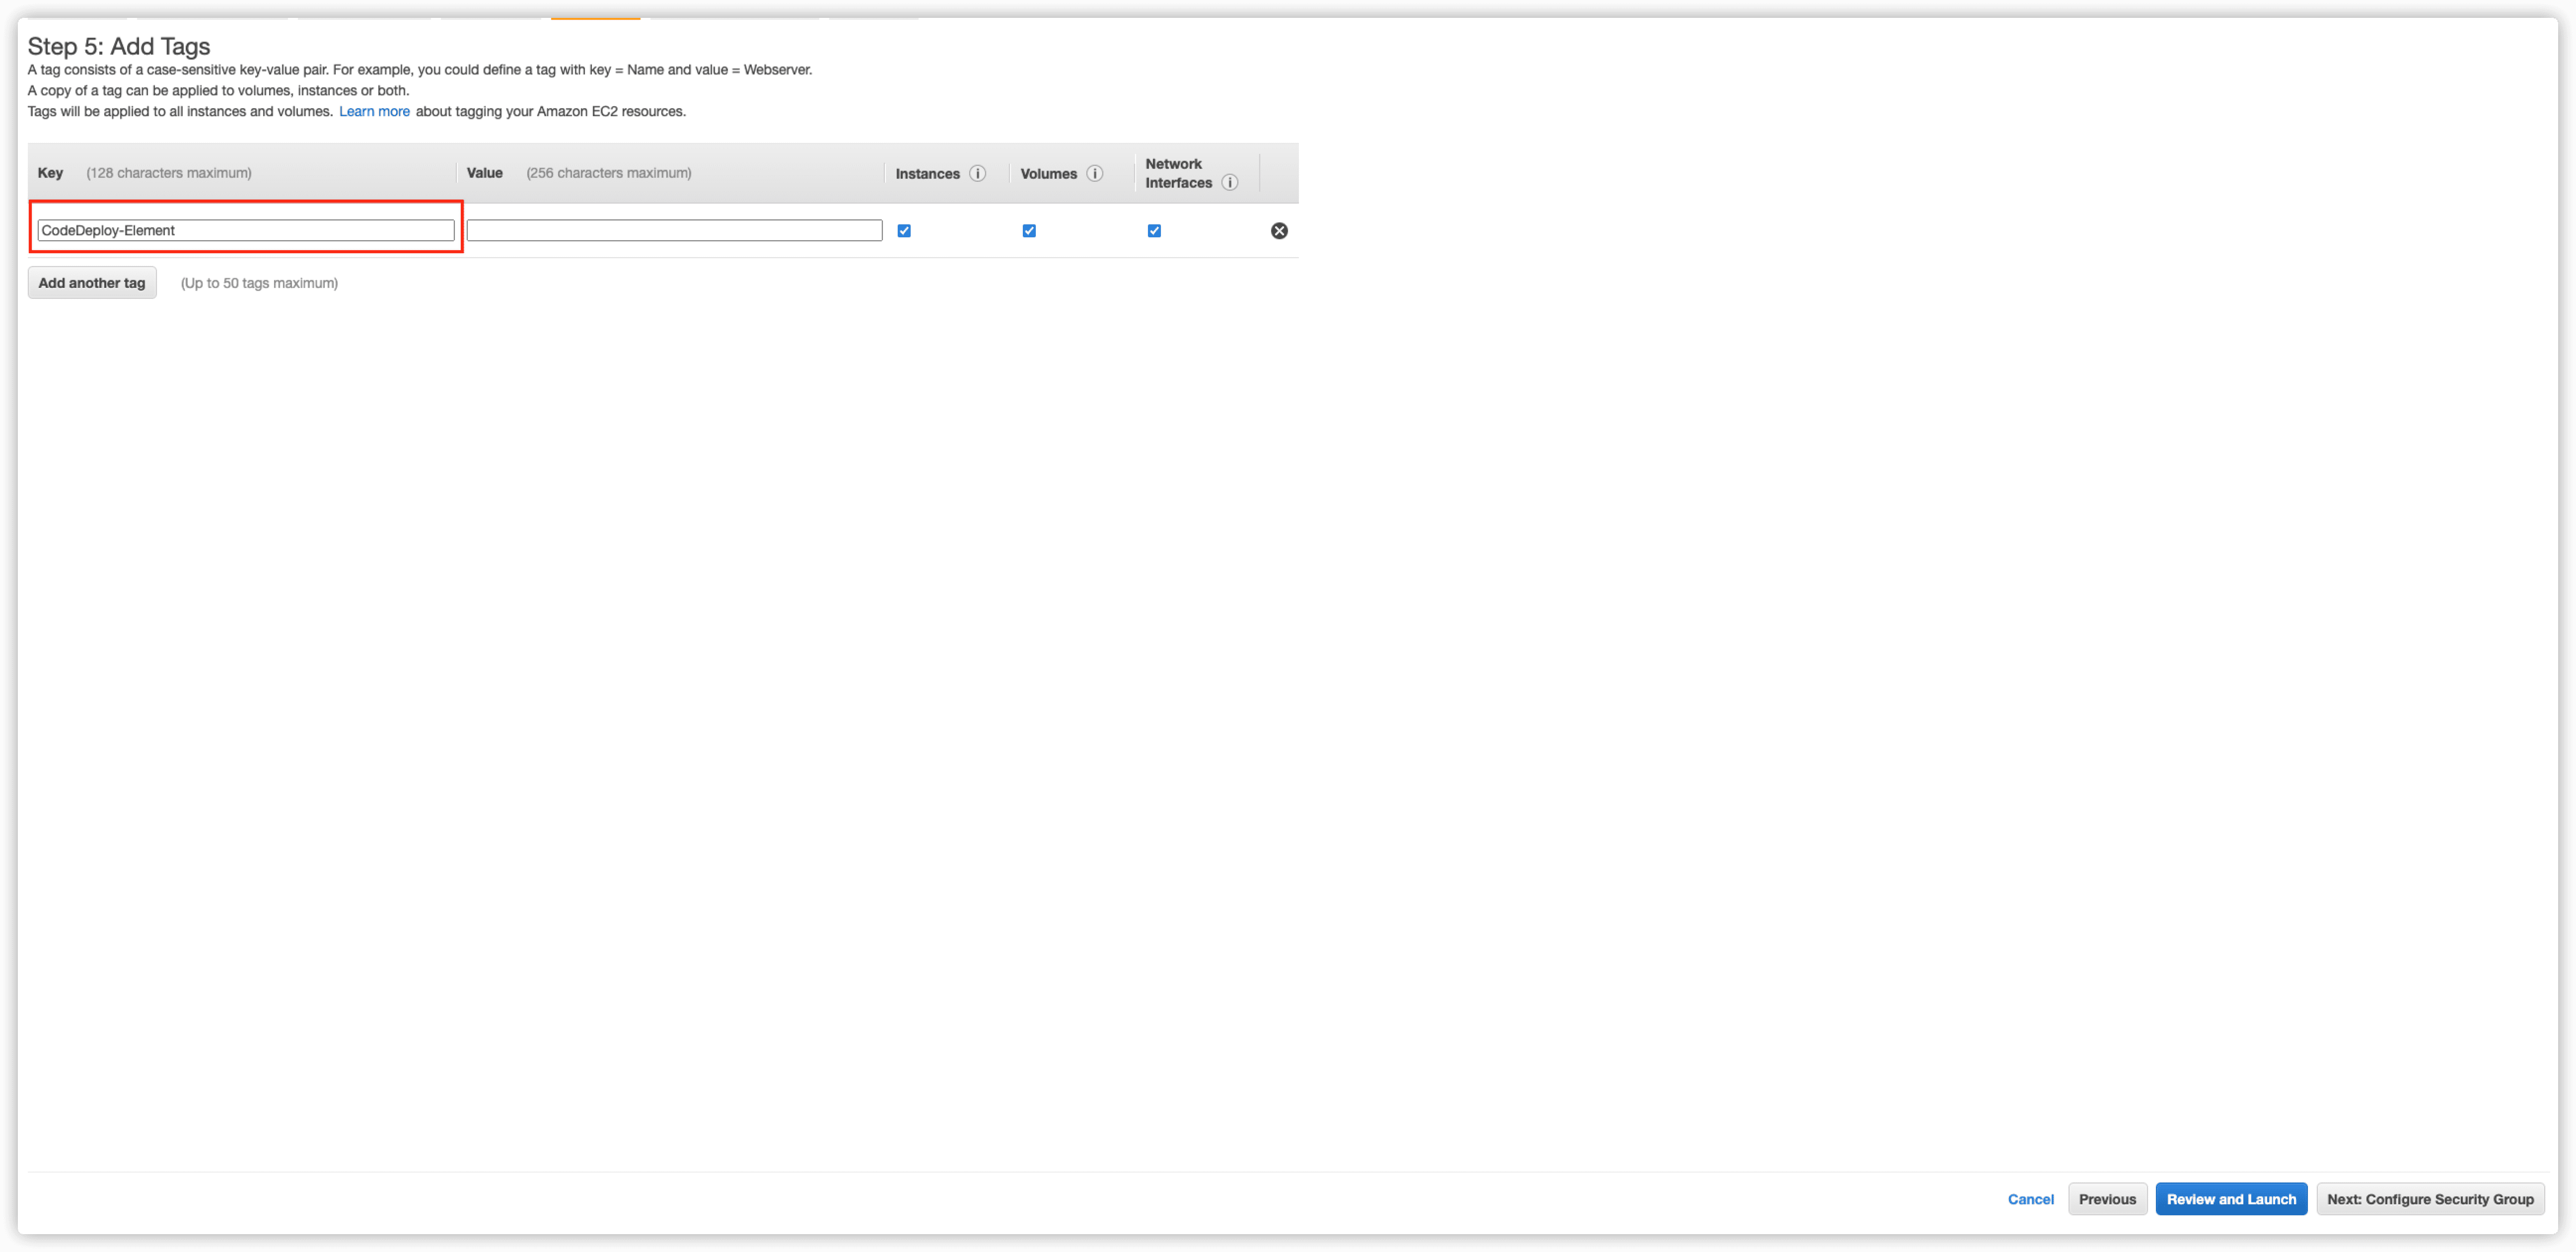 Step 5: Add Tags
A tag consists of a case-sensitive key-value pair. For example, you could define a tag with key = Name and value = Webserver.
A copy of a tag can be applied to volumes, instances or both.
Tags will be applied to all instances and volumes. Learn more about tagging your Amazon EC2 resources.
Key (128 characters maximum) Value (256 characters maximum) Instances Volumes Network Interfaces
CodeDeploy-Element
Add another tag (Up to 50 tags maximum)
Cancel Previous Review and Launch Next: Configure Security Group